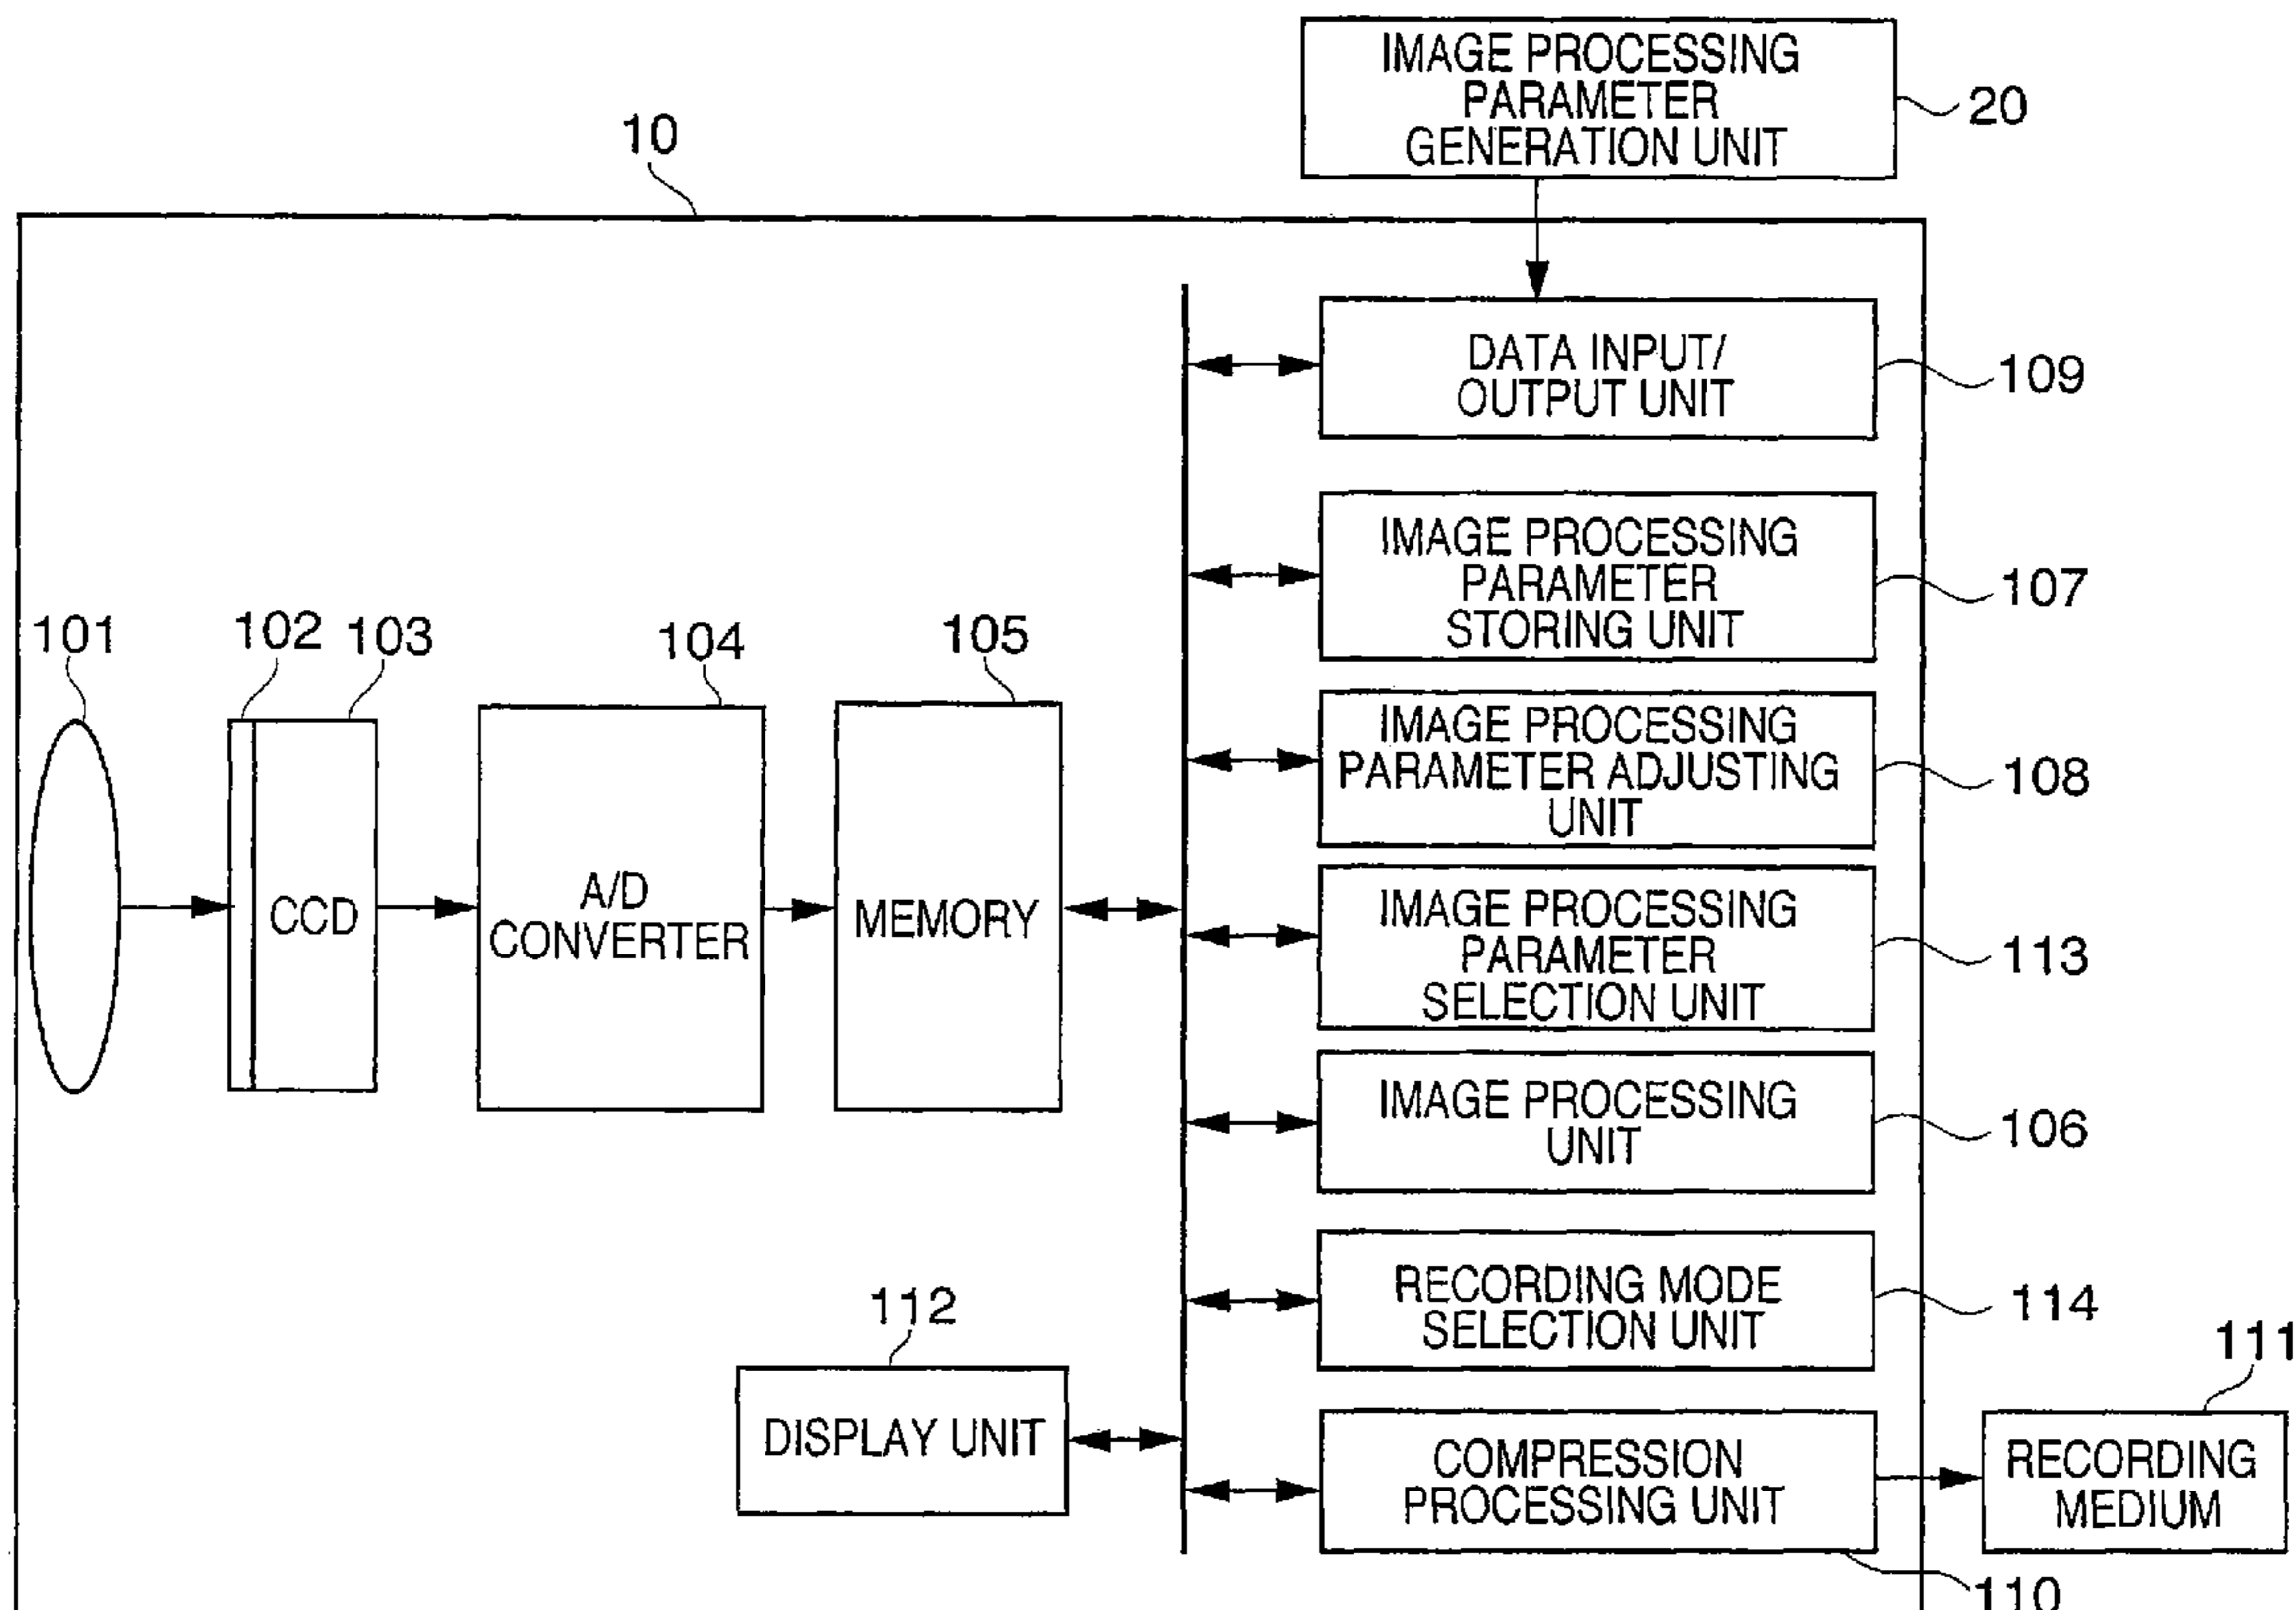 IMAGE PROCESSING
PARAMETER
GENERATION UNIT
20
10
DATA INPUT/
OUTPUT UNIT
109
IMAGE PROCESSING
PARAMETER
STORING UNIT
107
101
102
103
104
105
IMAGE PROCESSING
PARAMETER ADJUSTING
UNIT
108
CCD
A/D
CONVERTER
MEMORY
IMAGE PROCESSING
PARAMETER
SELECTION UNIT
113
IMAGE PROCESSING
UNIT
106
RECORDING MODE
SELECTION UNIT
114
112
DISPLAY UNIT
COMPRESSION
PROCESSING UNIT
110
111
RECORDING
MEDIUM